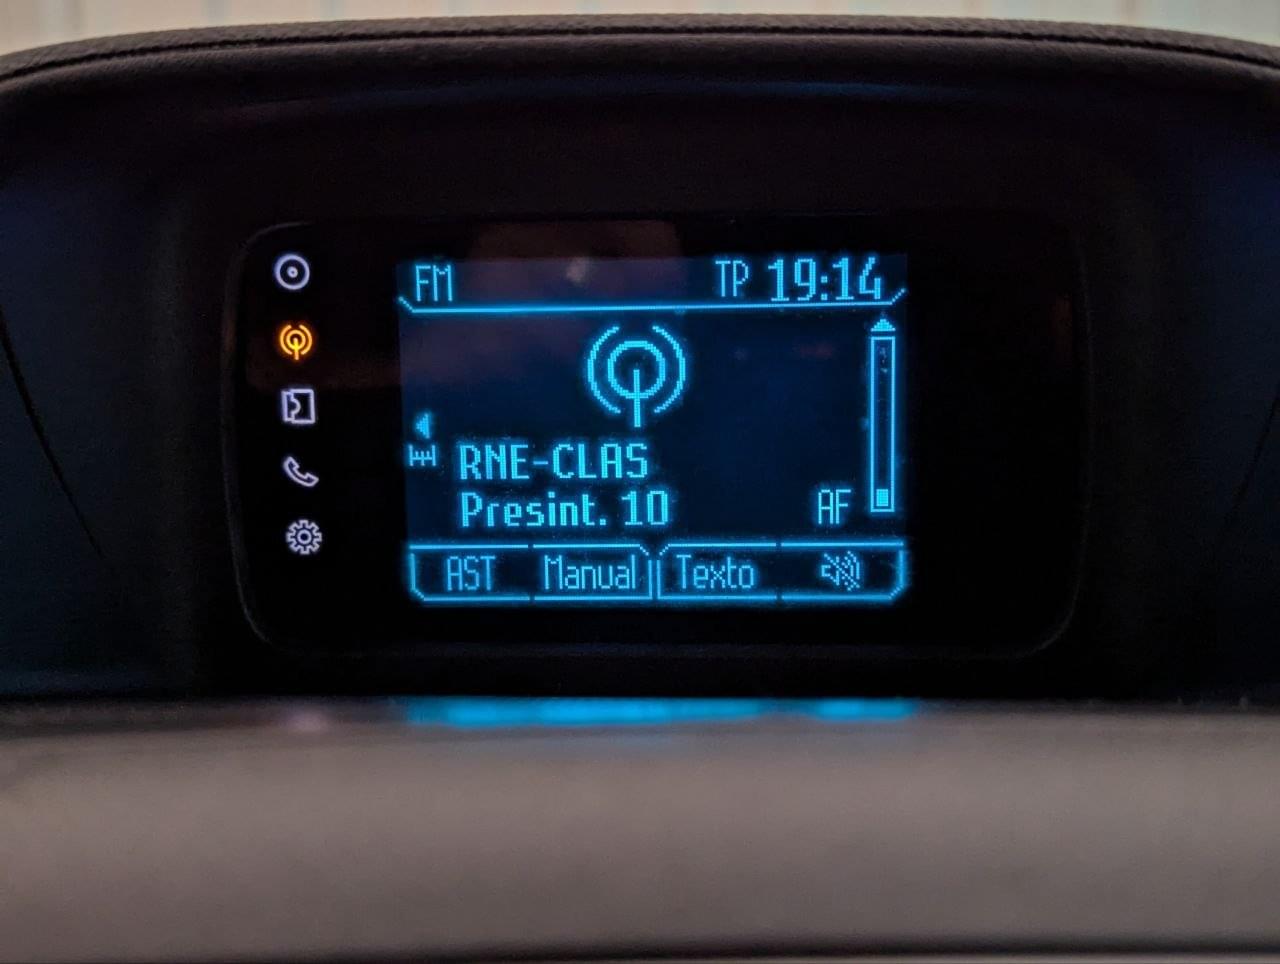 FM TP 19:14
RNE-CLAS
Presint. 10
AF
AST Manual Texto